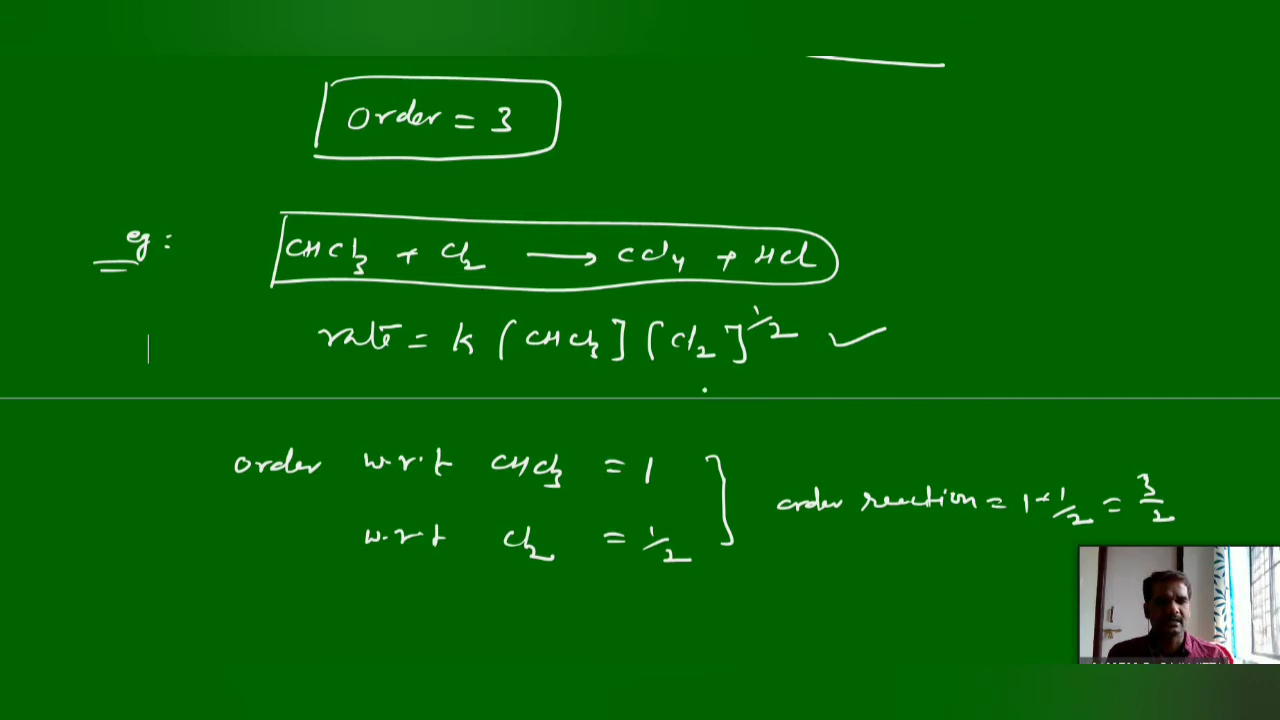 Order = 3
eg: CHCl3 + Cl2 → CCl4 + HCl
rate = k [CHCl3] [Cl2]^1/2 ✓
order w.r.t CHCl3 = 1
w.r.t Cl2 = 1/2
order reaction = 1 + 1/2 = 3/2